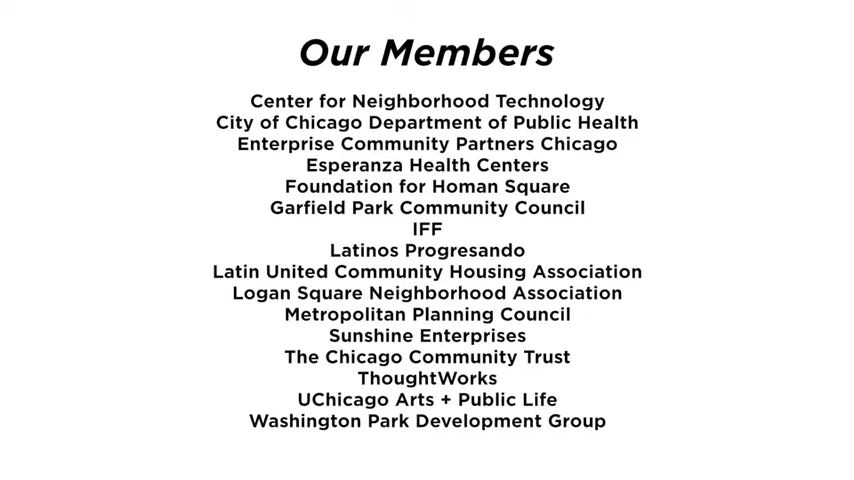 Our Members
Center for Neighborhood Technology
City of Chicago Department of Public Health
Enterprise Community Partners Chicago
Esperanza Health Centers
Foundation for Homan Square
Garfield Park Community Council
IFF
Latinos Progresando
Latin United Community Housing Association
Logan Square Neighborhood Association
Metropolitan Planning Council
Sunshine Enterprises
The Chicago Community Trust
ThoughtWorks
UChicago Arts + Public Life
Washington Park Development Group